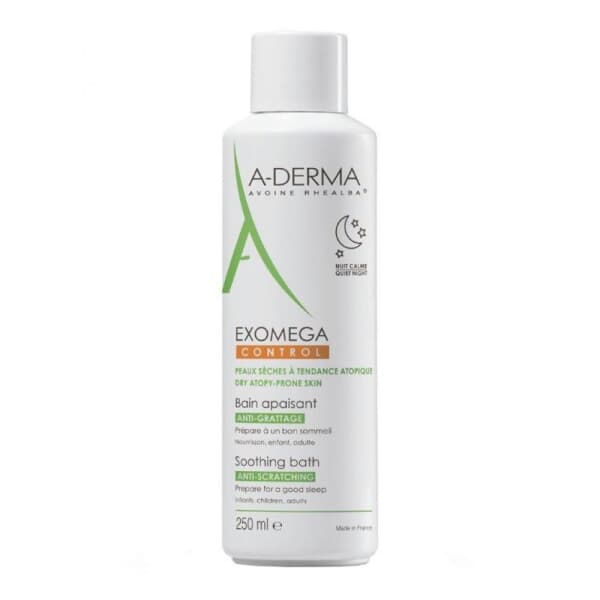 A-DERMA
AVOINE RHEALBA®
NUIT CALME
QUIET NIGHT
EXOMEGA
CONTROL
PEAUX SÈCHES À TENDANCE ATOPIQUE
DRY ATOPY-PRONE SKIN
Bain apaisant
ANTI-GRATTAGE
Prépare à un bon sommeil
Nourrisson, enfant, adulte
Soothing bath
ANTI-SCRATCHING
Prepare for a good sleep
Infants, children, adults
250 ml e
Made in France